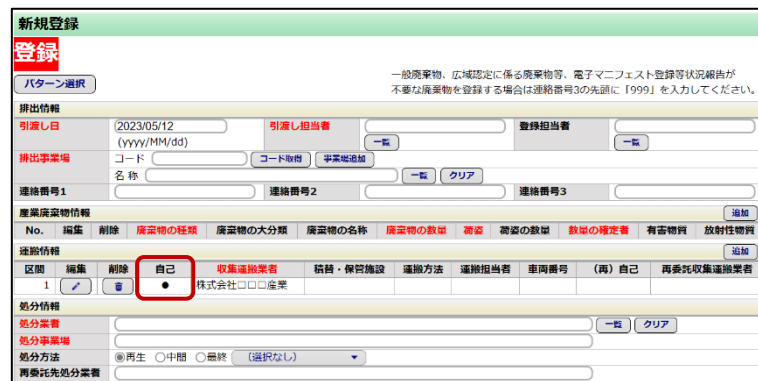 新規登録
登録
パターン選択
一般廃棄物、広域認定に係る廃棄物等、電子マニフェスト登録等状況報告が
不要な廃棄物を登録する場合は連絡番号3の先頭に「999」を入力してください。
排出情報
引渡し日 2023/05/12 引渡し担当者 登録担当者
(yyyy/MM/dd) 一覧 一覧
排出事業場 コード コード取得 事業場追加
名称 一覧 クリア
連絡番号1 連絡番号2 連絡番号3
産業廃棄物情報 追加
No. 編集 削除 廃棄物の種類 廃棄物の大分類 廃棄物の名称 廃棄物の数量 荷姿 荷姿の数量 数量の確定者 有害物質 放射性物質
運搬情報 追加
区間 編集 削除 自己 収集運搬業者 積替・保管施設 運搬方法 運搬担当者 車両番号 （再）自己 再委託収集運搬業者
1 ● 株式会社□□□産業
処分情報
処分業者 一覧 クリア
処分事業場
処分方法 ◉再生 ○中間 ○最終 (選択なし)
再委託先処分業者